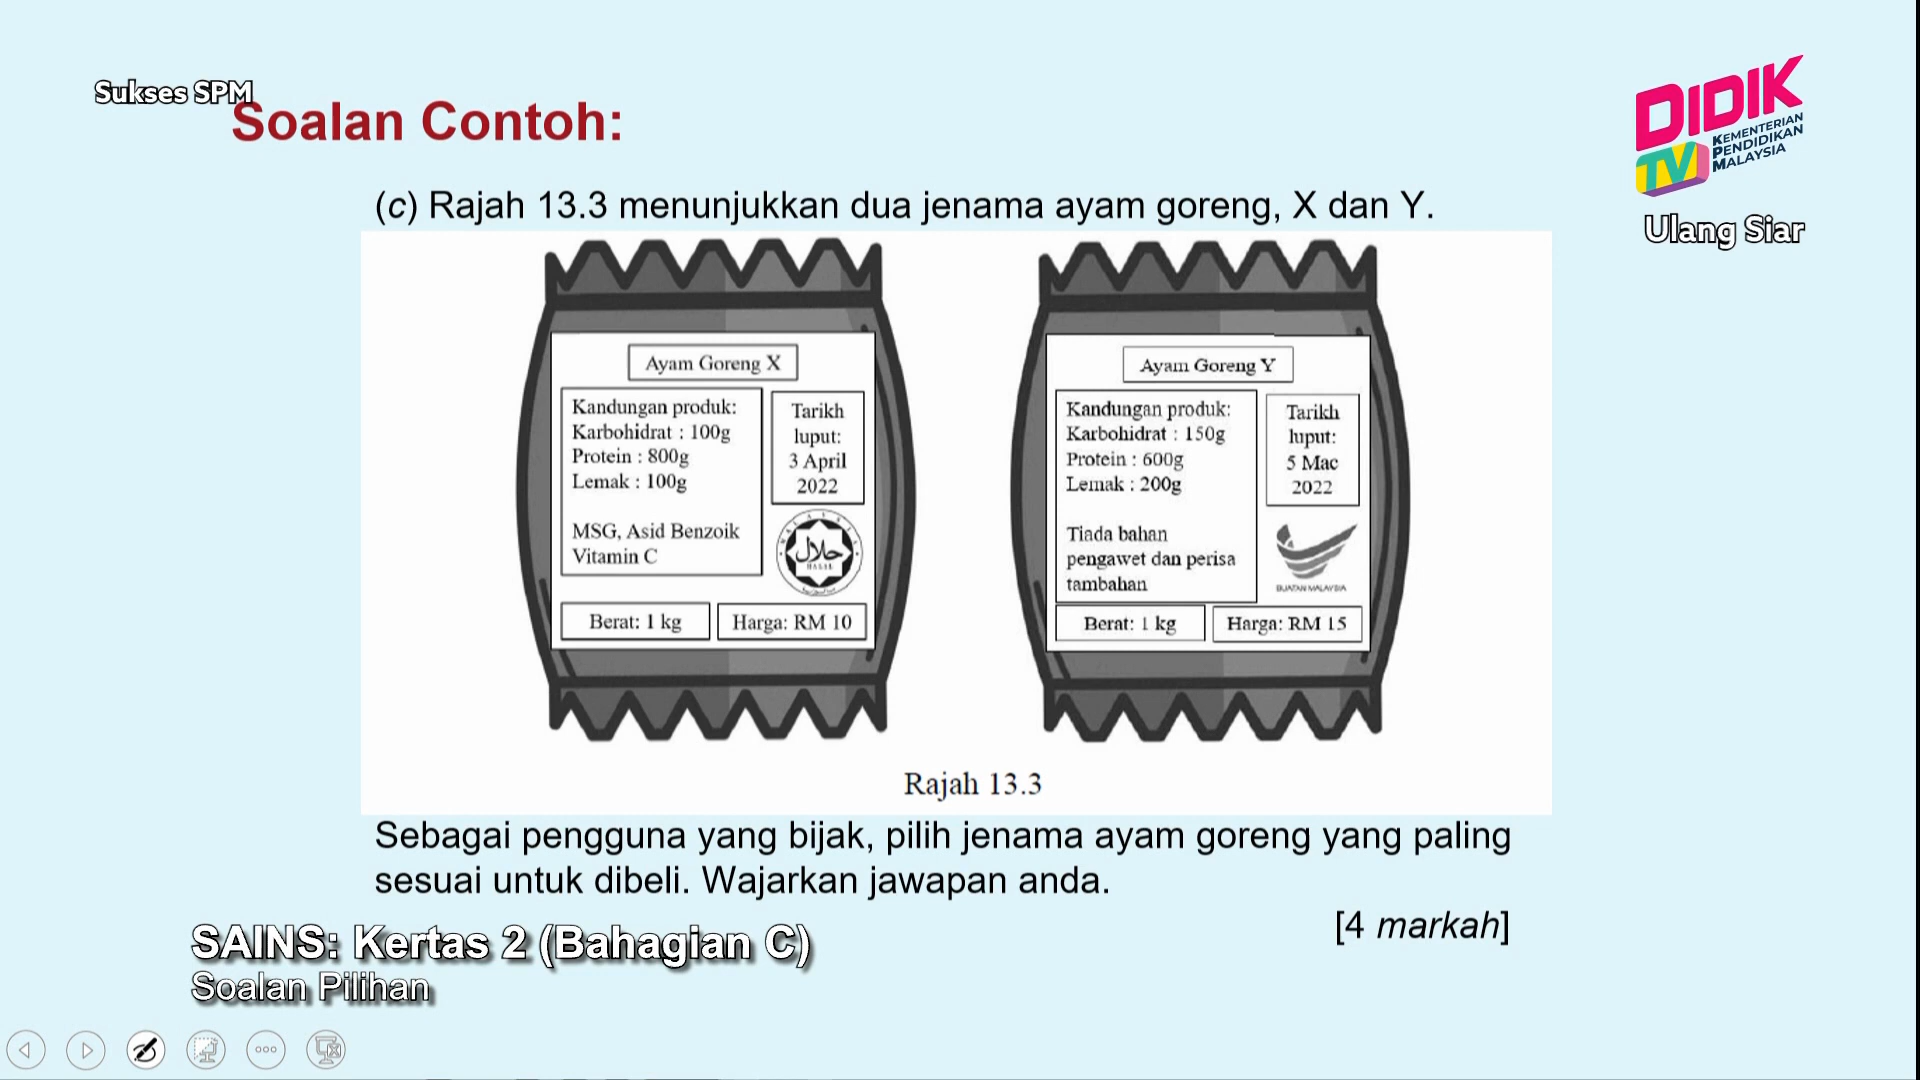 Sukses SPM
Soalan Contoh:
DIDIK
TV
KEMENTERIAN
PENDIDIKAN
MALAYSIA
Ulang Siar
(c) Rajah 13.3 menunjukkan dua jenama ayam goreng, X dan Y.
Ayam Goreng X
Kandungan produk:
Karbohidrat : 100g
Protein : 800g
Lemak : 100g
MSG, Asid Benzoik
Vitamin C
Tarikh
luput:
3 April
2022
حلال
HALAL
Berat: 1 kg
Harga: RM 10
Ayam Goreng Y
Kandungan produk:
Karbohidrat : 150g
Protein : 600g
Lemak : 200g
Tiada bahan
pengawet dan perisa
tambahan
Tarikh
luput:
5 Mac
2022
BUATAN MALAYSIA
Berat: 1 kg
Harga: RM 15
Rajah 13.3
Sebagai pengguna yang bijak, pilih jenama ayam goreng yang paling
sesuai untuk dibeli. Wajarkan jawapan anda.
[4 markah]
SAINS: Kertas 2 (Bahagian C)
Soalan Pilihan